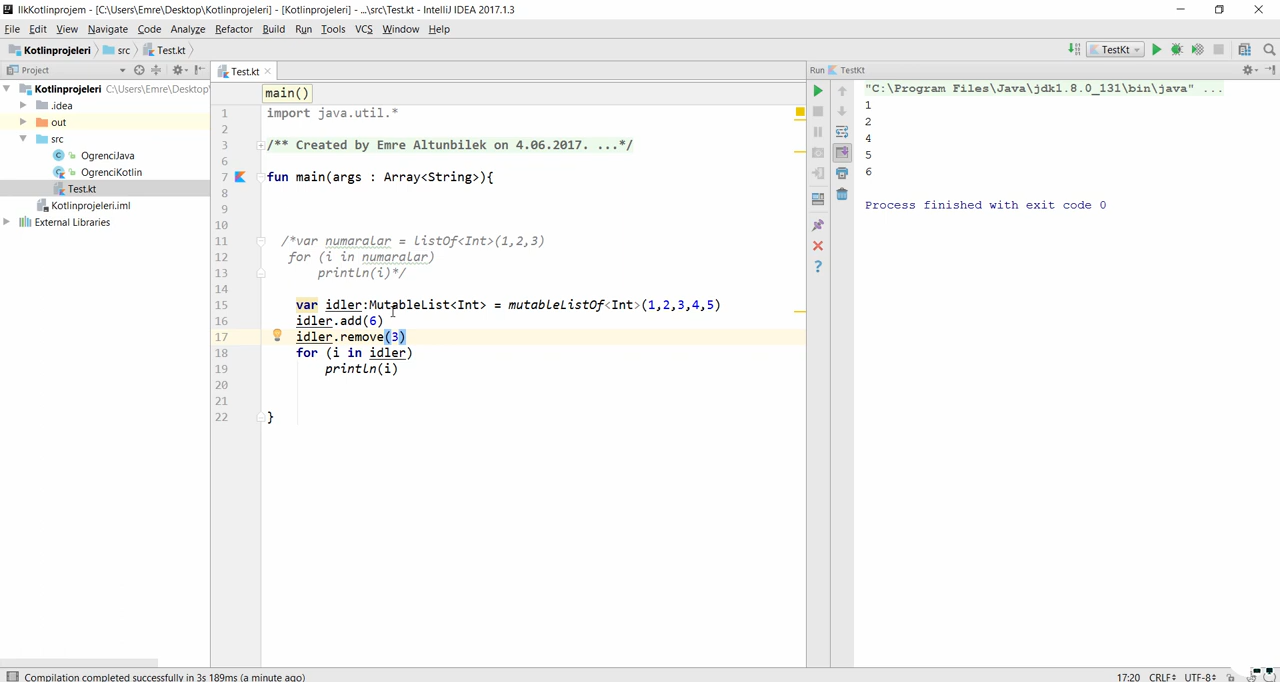 IlkKotlinprojem - [C:\Users\Emre\Desktop\Kotlinprojeleri] - [Kotlinprojeleri] - ...\src\Test.kt - IntelliJ IDEA 2017.1.3
File Edit View Navigate Code Analyze Refactor Build Run Tools VCS Window Help
Kotlinprojeleri src Test.kt TestKt
Project
Kotlinprojeleri C:\Users\Emre\Desktop
.idea
out
src
OgrenciJava
OgrenciKotlin
Test.kt
Kotlinprojeleri.iml
External Libraries
Test.kt
main()
1 import java.util.*
2
3 /** Created by Emre Altunbilek on 4.06.2017. ...*/
6
7 fun main(args : Array<String>){
8
9
10
11 /*var numaralar = listOf<Int>(1,2,3)
12 for (i in numaralar)
13 println(i)*/
14
15 var idler:MutableList<Int> = mutableListOf<Int>(1,2,3,4,5)
16 idler.add(6)
17 idler.remove(3)
18 for (i in idler)
19 println(i)
20
21
22 }
Run TestKt
"C:\Program Files\Java\jdk1.8.0_131\bin\java" ...
1
2
4
5
6
Process finished with exit code 0
Compilation completed successfully in 3s 189ms (a minute ago) 17:20 CRLF UTF-8